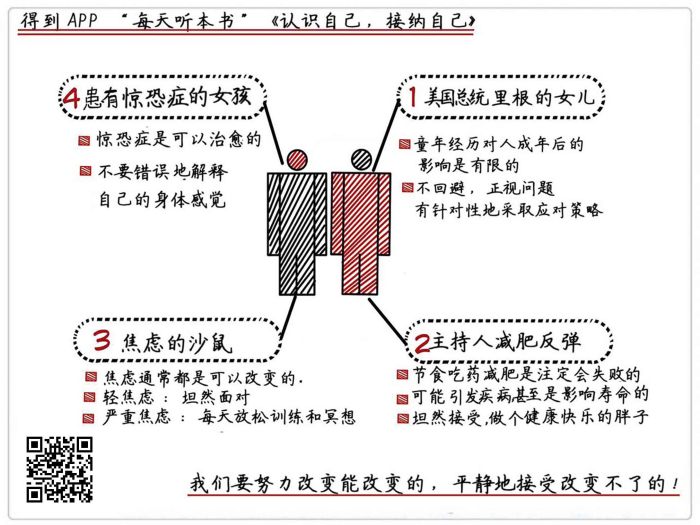 得到 APP “每天听本书” 《认识自己，接纳自己》
1 美国总统里根的女儿
童年经历对人成年后的
影响是有限的
不回避，正视问题
有针对性地采取应对策略
2 主持人减肥反弹
节食吃药减肥是注定会失败的
可能引发疾病,甚至是影响寿命的
坦然接受,做个健康快乐的胖子
3 焦虑的沙鼠
焦虑通常都是可以改变的.
轻焦虑：坦然面对
严重焦虑：每天放松训练和冥想
4 患有惊恐症的女孩
惊恐症是可以治愈的
不要错误地解释
自己的身体感觉
我们要努力改变能改变的，平静地接受改变不了的！